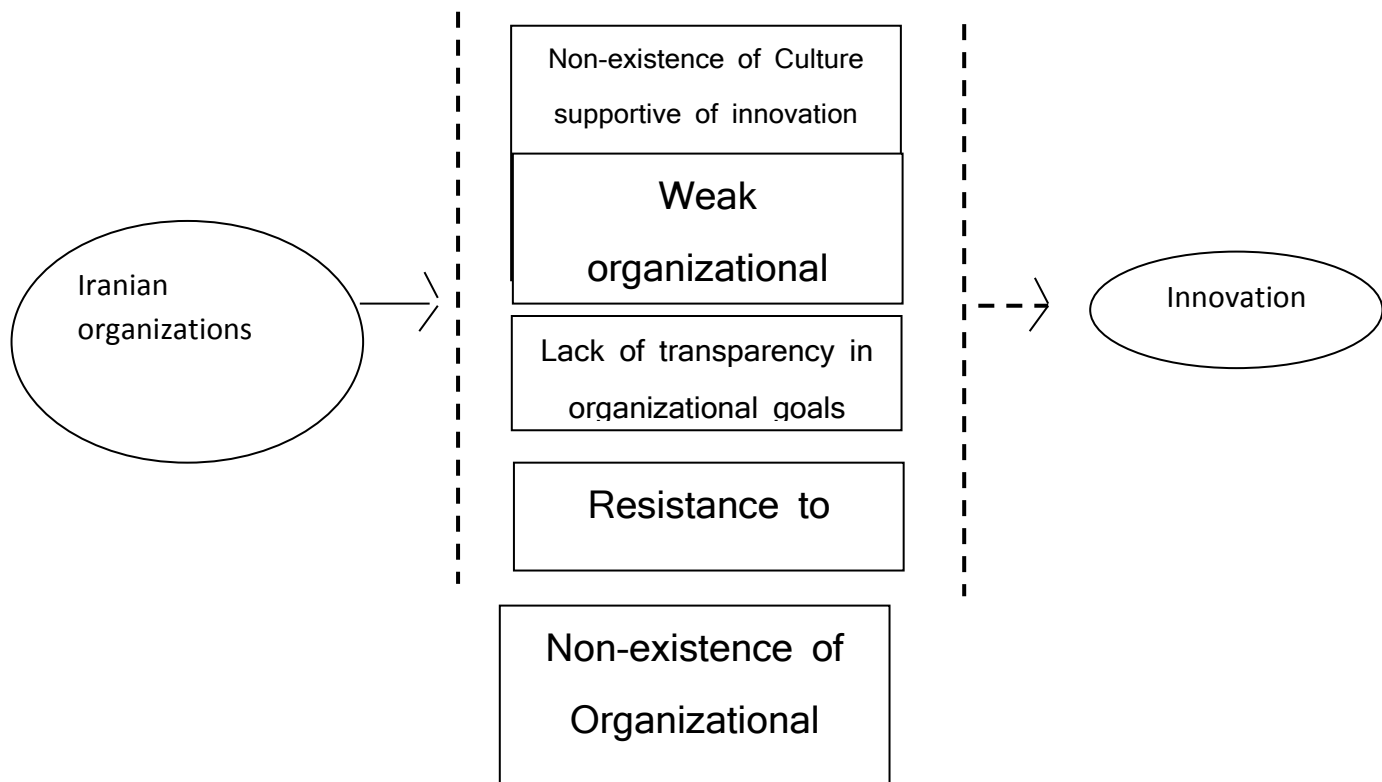 Non-existence of Culture
supportive of innovation
Weak
organizational
Iranian
organizations
Innovation
Lack of transparency in
organizational goals
Resistance to
Non-existence of
Organizational